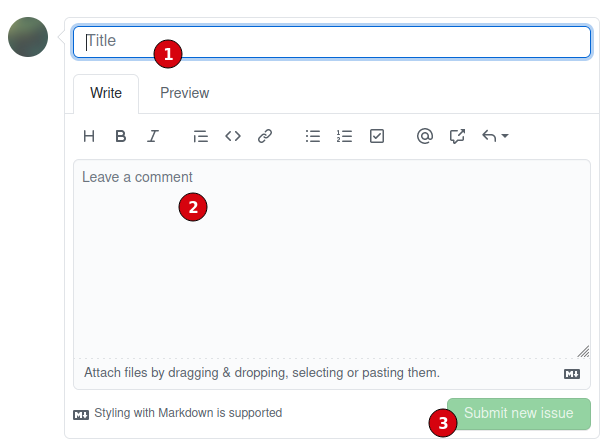 Title
1
Write Preview
H B I
Leave a comment
2
Attach files by dragging & dropping, selecting or pasting them.
Styling with Markdown is supported
Submit new issue
3